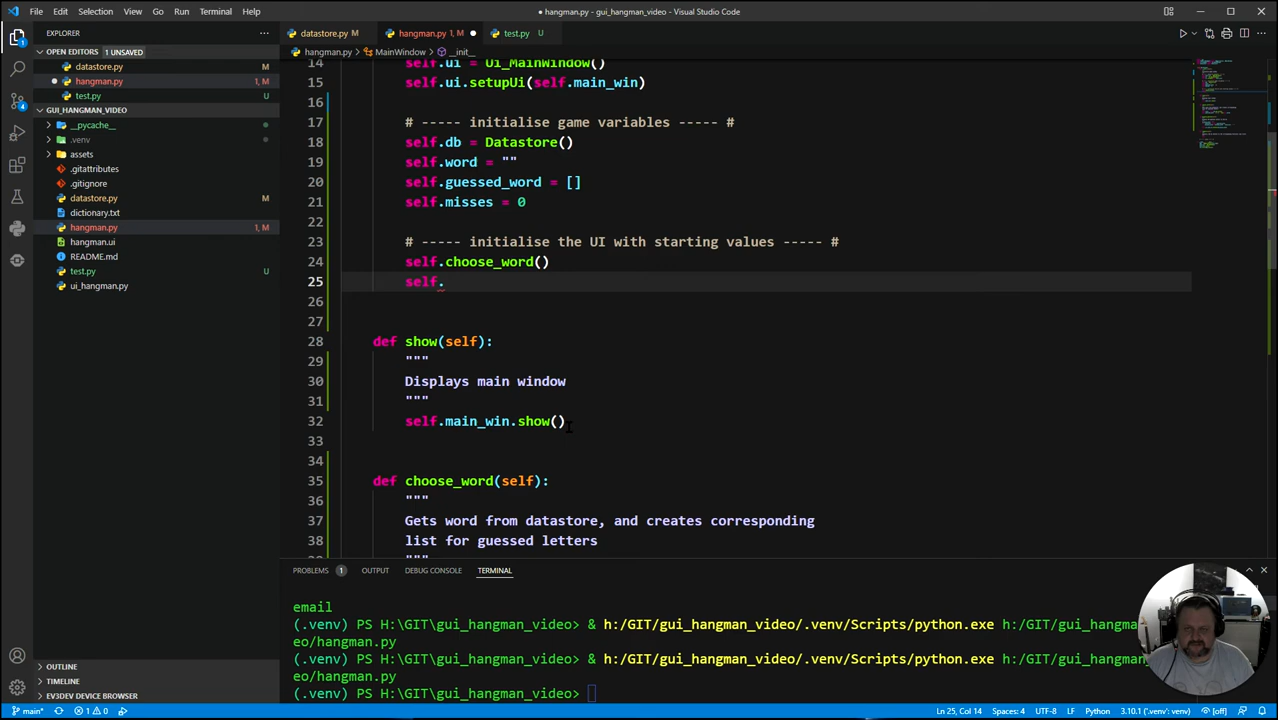 File Edit Selection View Go Run Terminal Help
● hangman.py - gui_hangman_video - Visual Studio Code
EXPLORER
OPEN EDITORS 1 UNSAVED
datastore.py M
hangman.py 1, M
test.py U
GUI_HANGMAN_VIDEO
__pycache__
.venv
assets
.gitattributes
.gitignore
datastore.py M
dictionary.txt
hangman.py 1, M
hangman.ui
README.md
test.py U
ui_hangman.py
OUTLINE
TIMELINE
EV3DEV DEVICE BROWSER
datastore.py M hangman.py 1, M ● test.py U
hangman.py > MainWindow > __init__
14 self.ui = Ui_MainWindow()
15 self.ui.setupUi(self.main_win)
16
17 # ----- initialise game variables ----- #
18 self.db = Datastore()
19 self.word = ""
20 self.guessed_word = []
21 self.misses = 0
22
23 # ----- initialise the UI with starting values ----- #
24 self.choose_word()
25 self.
26
27
28 def show(self):
29 """
30 Displays main window
31 """
32 self.main_win.show()
33
34
35 def choose_word(self):
36 """
37 Gets word from datastore, and creates corresponding
38 list for guessed letters
39 """
PROBLEMS 1 OUTPUT DEBUG CONSOLE TERMINAL
email
(.venv) PS H:\GIT\gui_hangman_video> & h:/GIT/gui_hangman_video/.venv/Scripts/python.exe h:/GIT/gui_hangma
eo/hangman.py
(.venv) PS H:\GIT\gui_hangman_video> & h:/GIT/gui_hangman_video/.venv/Scripts/python.exe h:/GIT/gui_hangma
eo/hangman.py
(.venv) PS H:\GIT\gui_hangman_video>
main* 1 0 Ln 25, Col 14 Spaces: 4 UTF-8 LF Python 3.10.1 ('.venv': venv) [off]